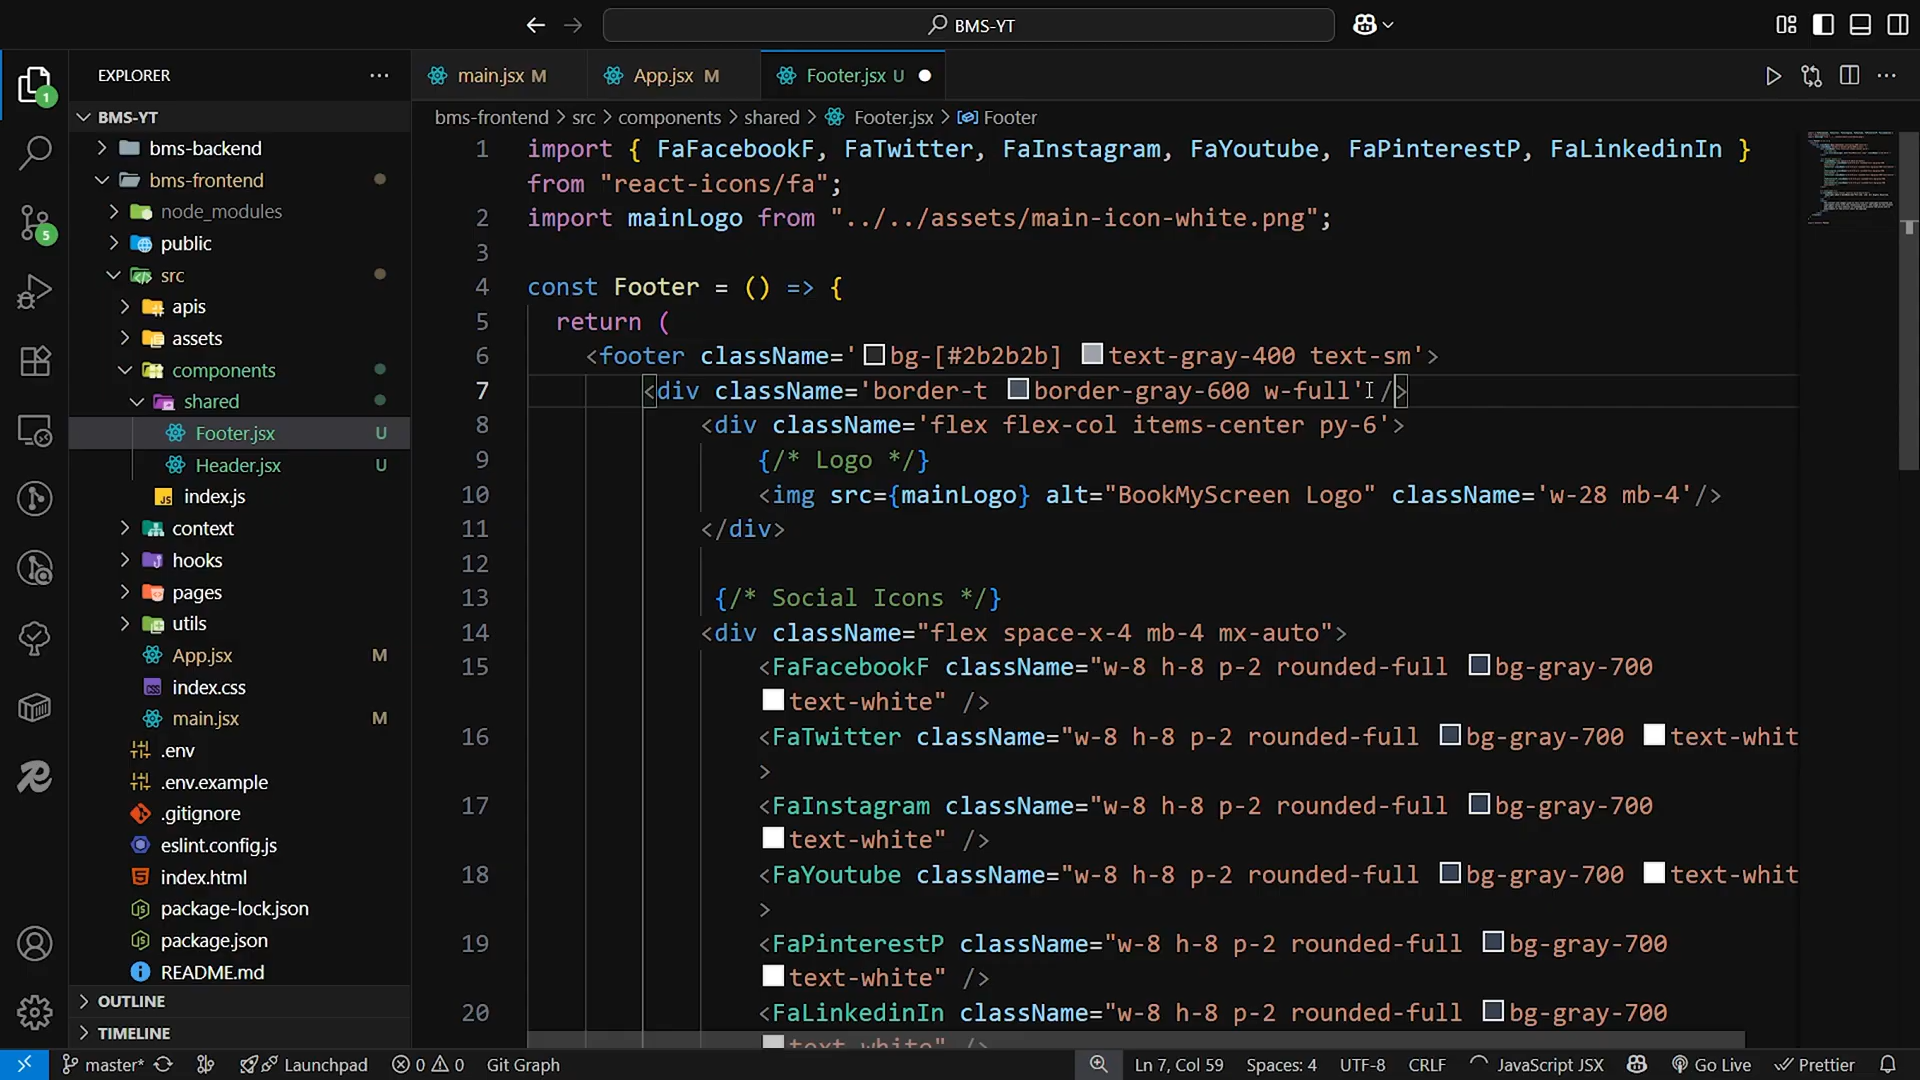 BMS-YT
EXPLORER
main.jsx M
App.jsx M
Footer.jsx U
BMS-YT
bms-frontend > src > components > shared > Footer.jsx > Footer
bms-backend
bms-frontend
node_modules
public
src
apis
assets
components
shared
Footer.jsx U
Header.jsx U
index.js
context
hooks
pages
utils
App.jsx M
index.css
main.jsx M
.env
.env.example
.gitignore
eslint.config.js
index.html
package-lock.json
package.json
README.md
OUTLINE
TIMELINE
1
5
1 import { FaFacebookF, FaTwitter, FaInstagram, FaYoutube, FaPinterestP, FaLinkedinIn }
from "react-icons/fa";
2 import mainLogo from "../../assets/main-icon-white.png";
3
4 const Footer = () => {
5 return (
6 <footer className='bg-[#2b2b2b] text-gray-400 text-sm'>
7 <div className='border-t border-gray-600 w-full' />
8 <div className='flex flex-col items-center py-6'>
9 {/* Logo */}
10 <img src={mainLogo} alt="BookMyScreen Logo" className='w-28 mb-4'/>
11 </div>
12
13 {/* Social Icons */}
14 <div className="flex space-x-4 mb-4 mx-auto">
15 <FaFacebookF className="w-8 h-8 p-2 rounded-full bg-gray-700
text-white" />
16 <FaTwitter className="w-8 h-8 p-2 rounded-full bg-gray-700 text-whit
>
17 <FaInstagram className="w-8 h-8 p-2 rounded-full bg-gray-700
text-white" />
18 <FaYoutube className="w-8 h-8 p-2 rounded-full bg-gray-700 text-whit
>
19 <FaPinterestP className="w-8 h-8 p-2 rounded-full bg-gray-700
text-white" />
20 <FaLinkedinIn className="w-8 h-8 p-2 rounded-full bg-gray-700
text-white" />
master* Launchpad 0 0 Git Graph Ln 7, Col 59 Spaces: 4 UTF-8 CRLF JavaScript JSX Go Live Prettier